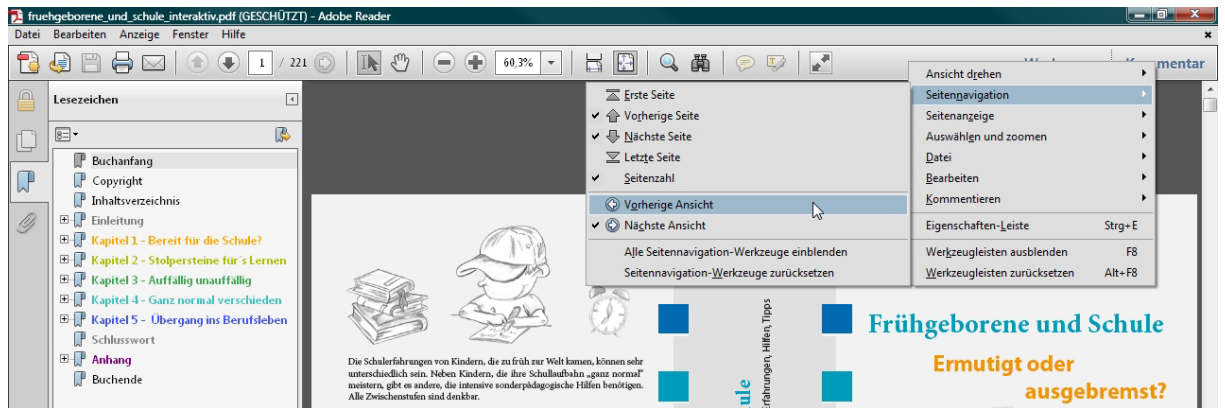 fruehgeborene_und_schule_interaktiv.pdf (GESCHÜTZT) - Adobe Reader
Datei Bearbeiten Anzeige Fenster Hilfe
1 / 221 60,3%
Lesezeichen
Buchanfang
Copyright
Inhaltsverzeichnis
Einleitung
Kapitel 1 - Bereit für die Schule?
Kapitel 2 - Stolpersteine für´s Lernen
Kapitel 3 - Auffällig unauffällig
Kapitel 4 - Ganz normal verschieden
Kapitel 5 - Übergang ins Berufsleben
Schlusswort
Anhang
Buchende
Erste Seite
Vorherige Seite
Nächste Seite
Letzte Seite
Seitenzahl
Vorherige Ansicht
Nächste Ansicht
Alle Seitennavigation-Werkzeuge einblenden
Seitennavigation-Werkzeuge zurücksetzen
Ansicht drehen
Seitennavigation
Seitenanzeige
Auswählen und zoomen
Datei
Bearbeiten
Kommentieren
Eigenschaften-Leiste Strg+E
Werkzeugleisten ausblenden F8
Werkzeugleisten zurücksetzen Alt+F8
Die Schulerfahrungen von Kindern, die zu früh zur Welt kamen, können sehr
unterschiedlich sein. Neben Kindern, die ihre Schullaufbahn „ganz normal"
meistern, gibt es andere, die intensive sonderpädagogische Hilfen benötigen.
Alle Zwischenstufen sind denkbar.
Erfahrungen, Hilfen, Tipps
Frühgeborene und Schule
Ermutigt oder
ausgebremst?